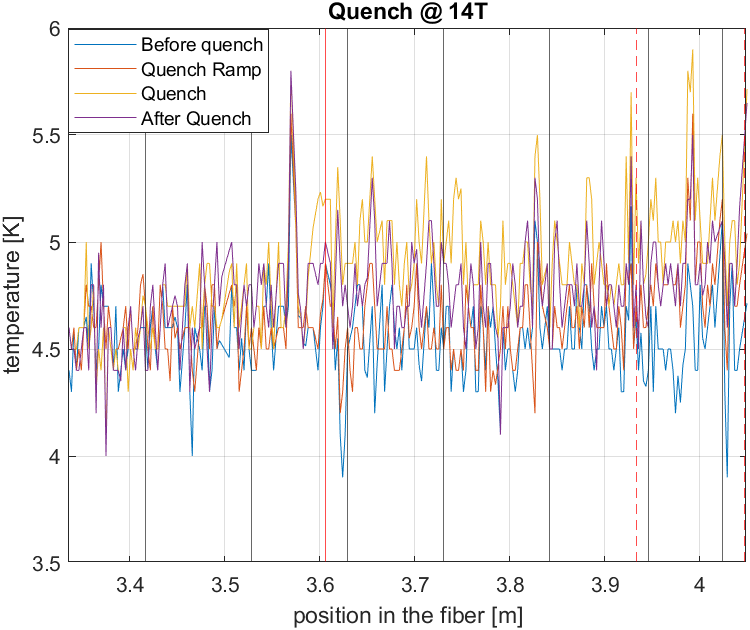 Quench @ 14T
Before quench
Quench Ramp
Quench
After Quench
6
5.5
5
4.5
4
3.5
temperature [K]
3.4
3.5
3.6
3.7
3.8
3.9
4
position in the fiber [m]